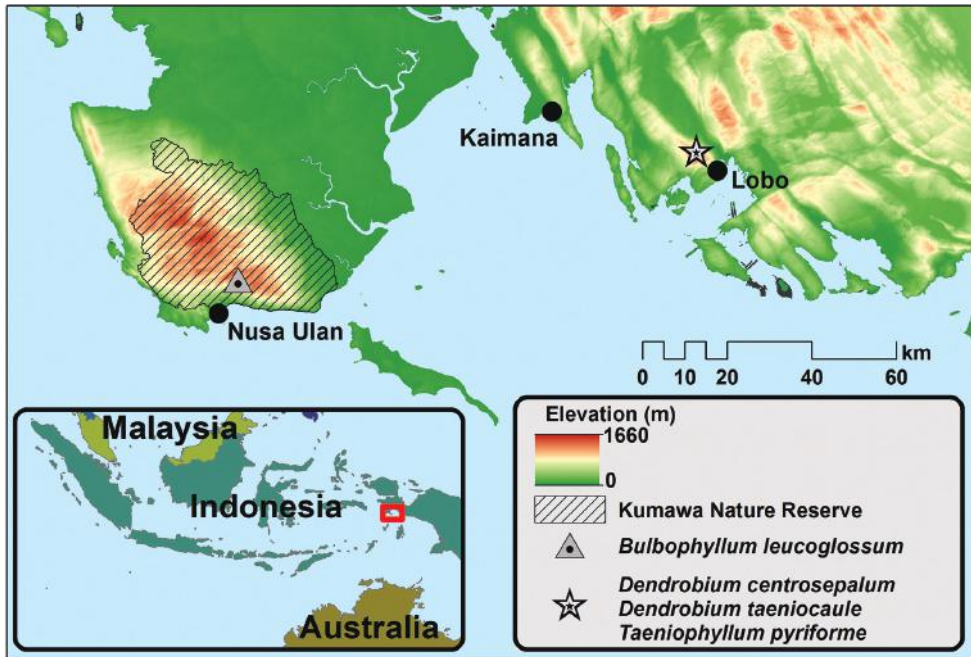 Kaimana
Lobo
Nusa Ulan
km
0 10 20 40 60
Malaysia
Indonesia
Australia
Elevation (m)
1660
0
Kumawa Nature Reserve
Bulbophyllum leucoglossum
Dendrobium centrosepalum
Dendrobium taeniocaule
Taeniophyllum pyriforme